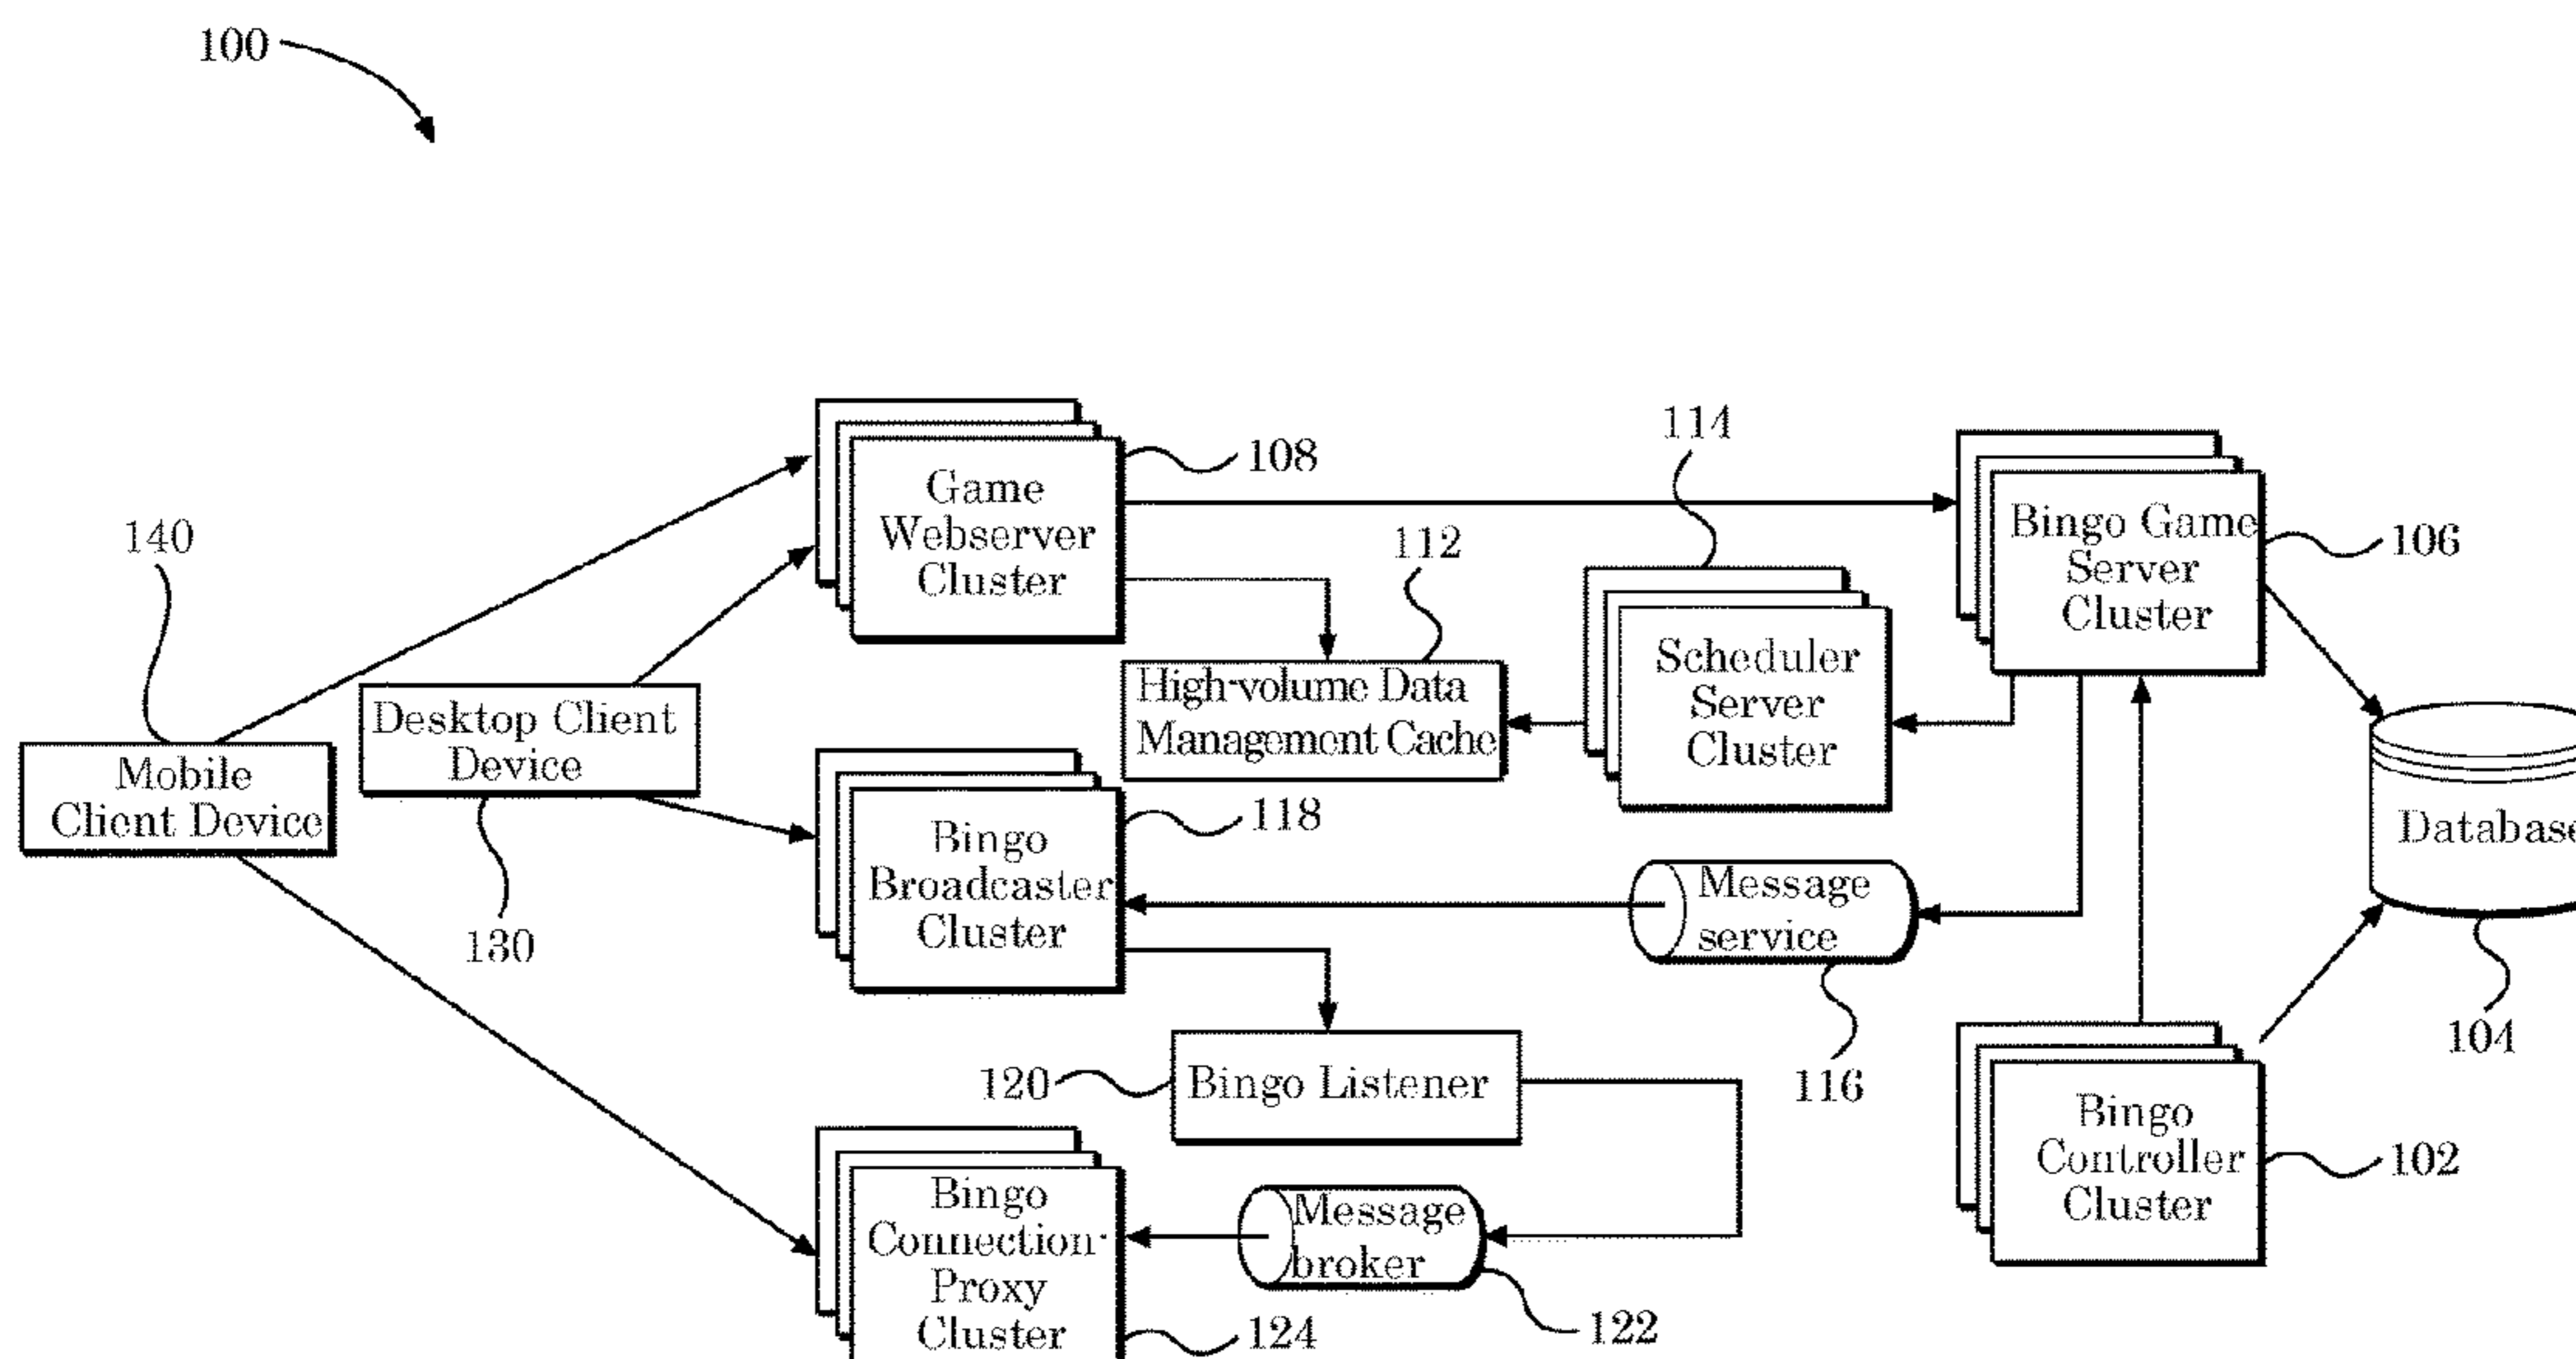 100
108
Game
Webserver
Cluster
114
Bingo Game
Server
Cluster
106
140
112
Scheduler
Server
Cluster
High-volume Data
Management Cache
Desktop Client
Device
Mobile
Client Device
130
Bingo
Broadcaster
Cluster
118
Message
service
116
Database
104
120
Bingo Listener
Bingo
Controller
Cluster
102
Bingo
Connection-
Proxy
Cluster
124
Message
broker
122